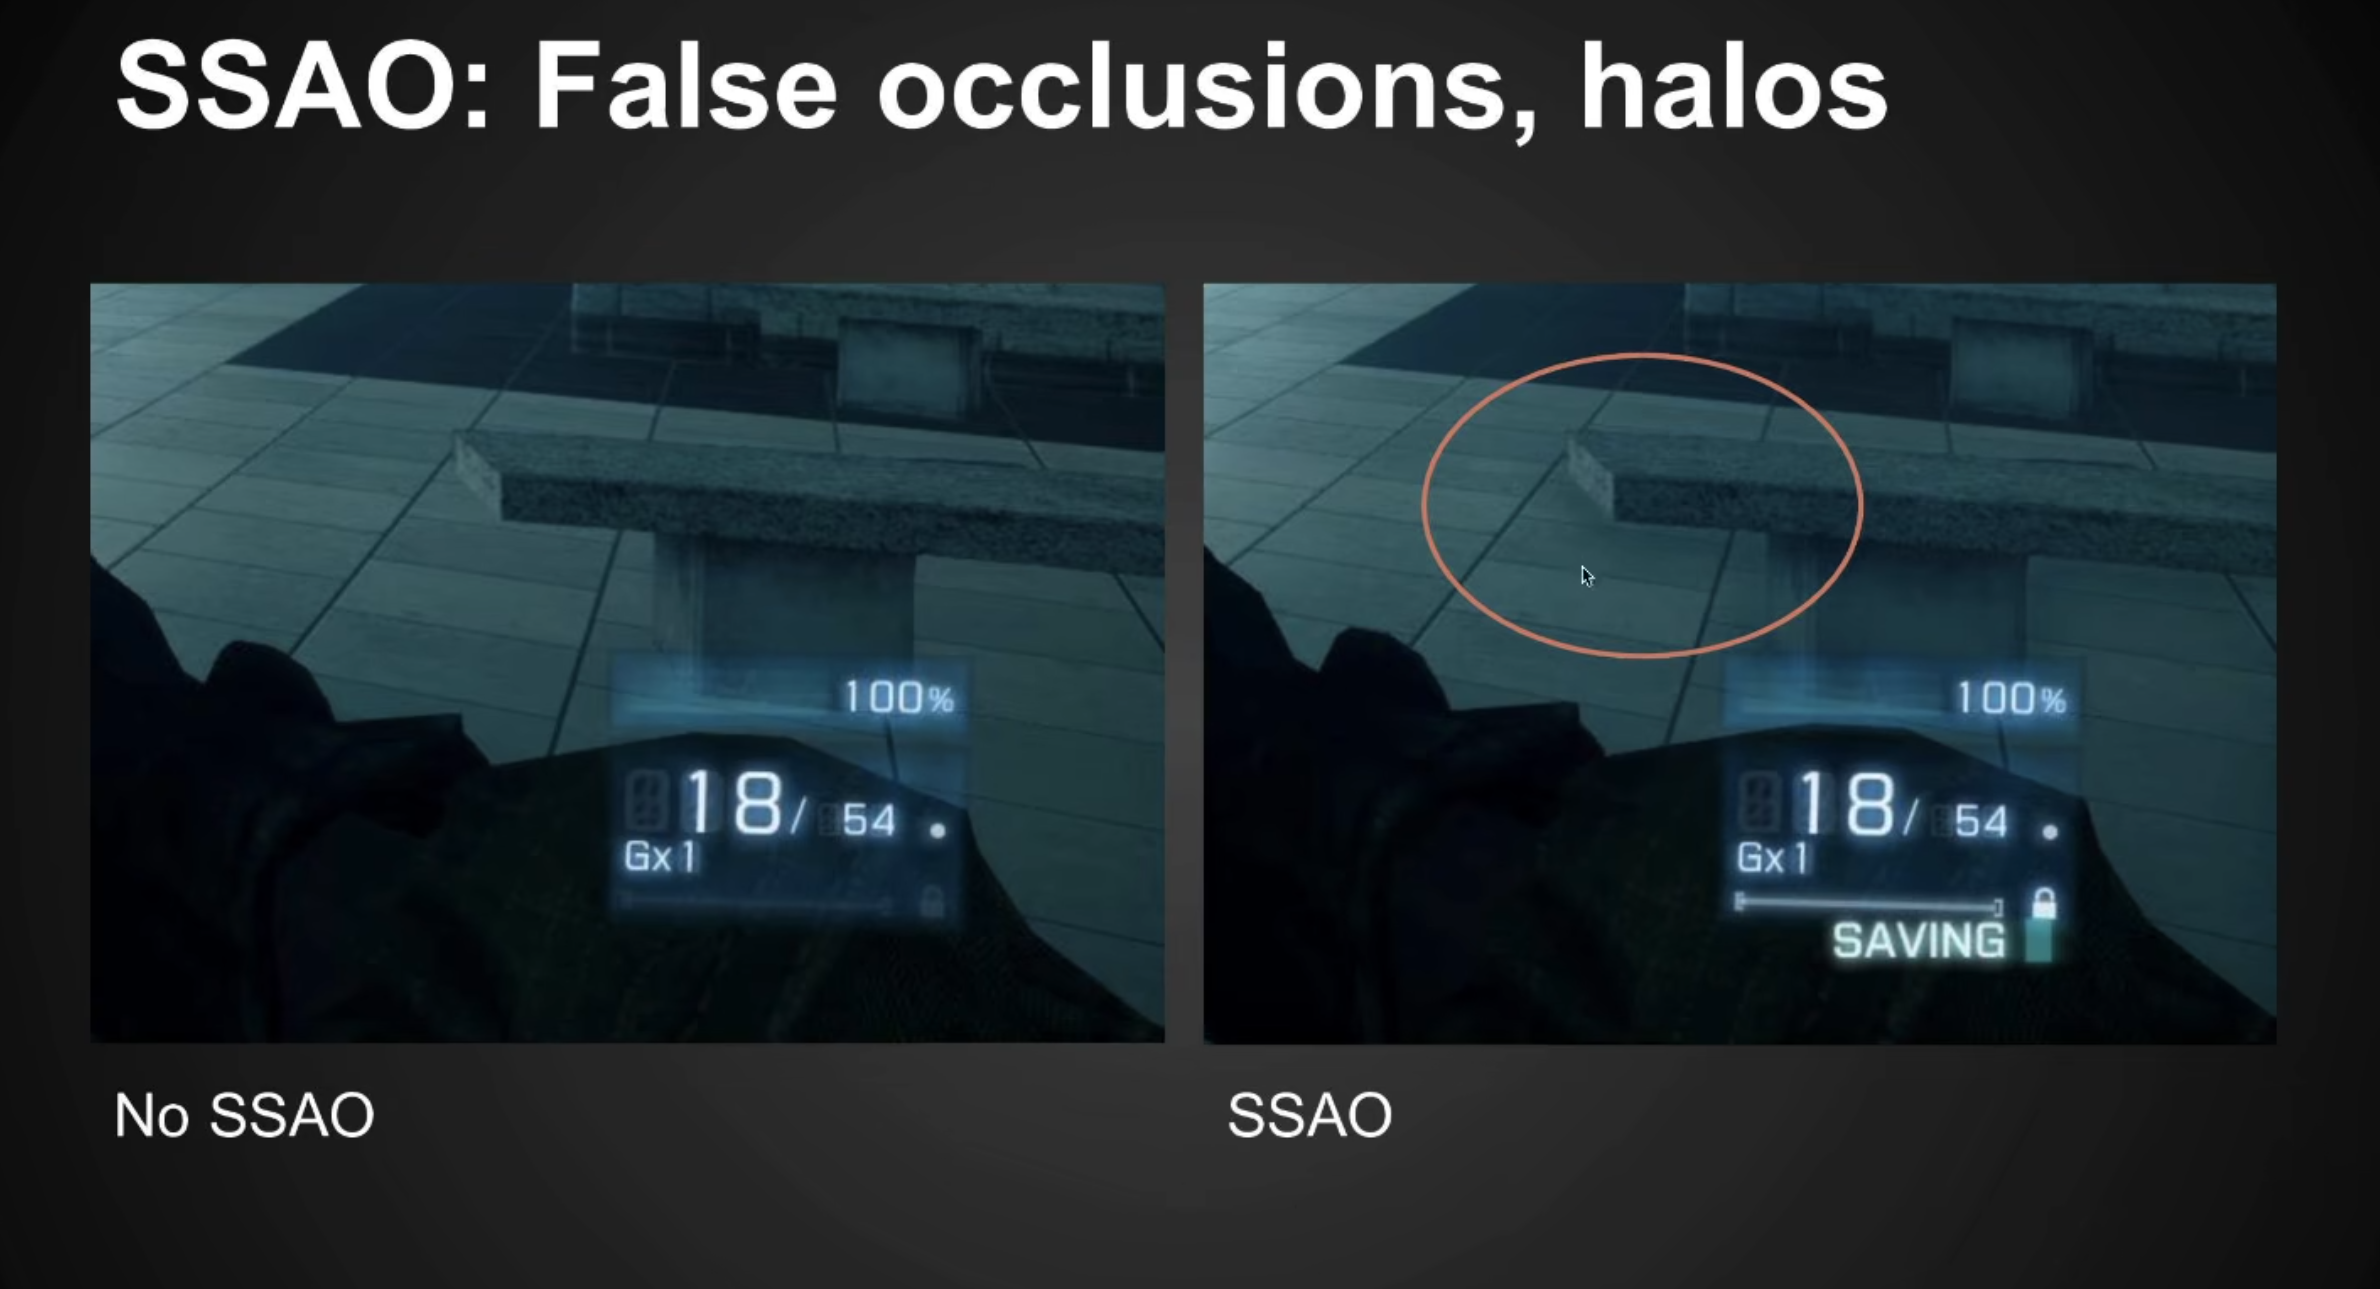 SSAO: False occlusions, halos
100%
18/ 54
Gx1
100%
18/ 54
Gx1
SAVING
No SSAO
SSAO